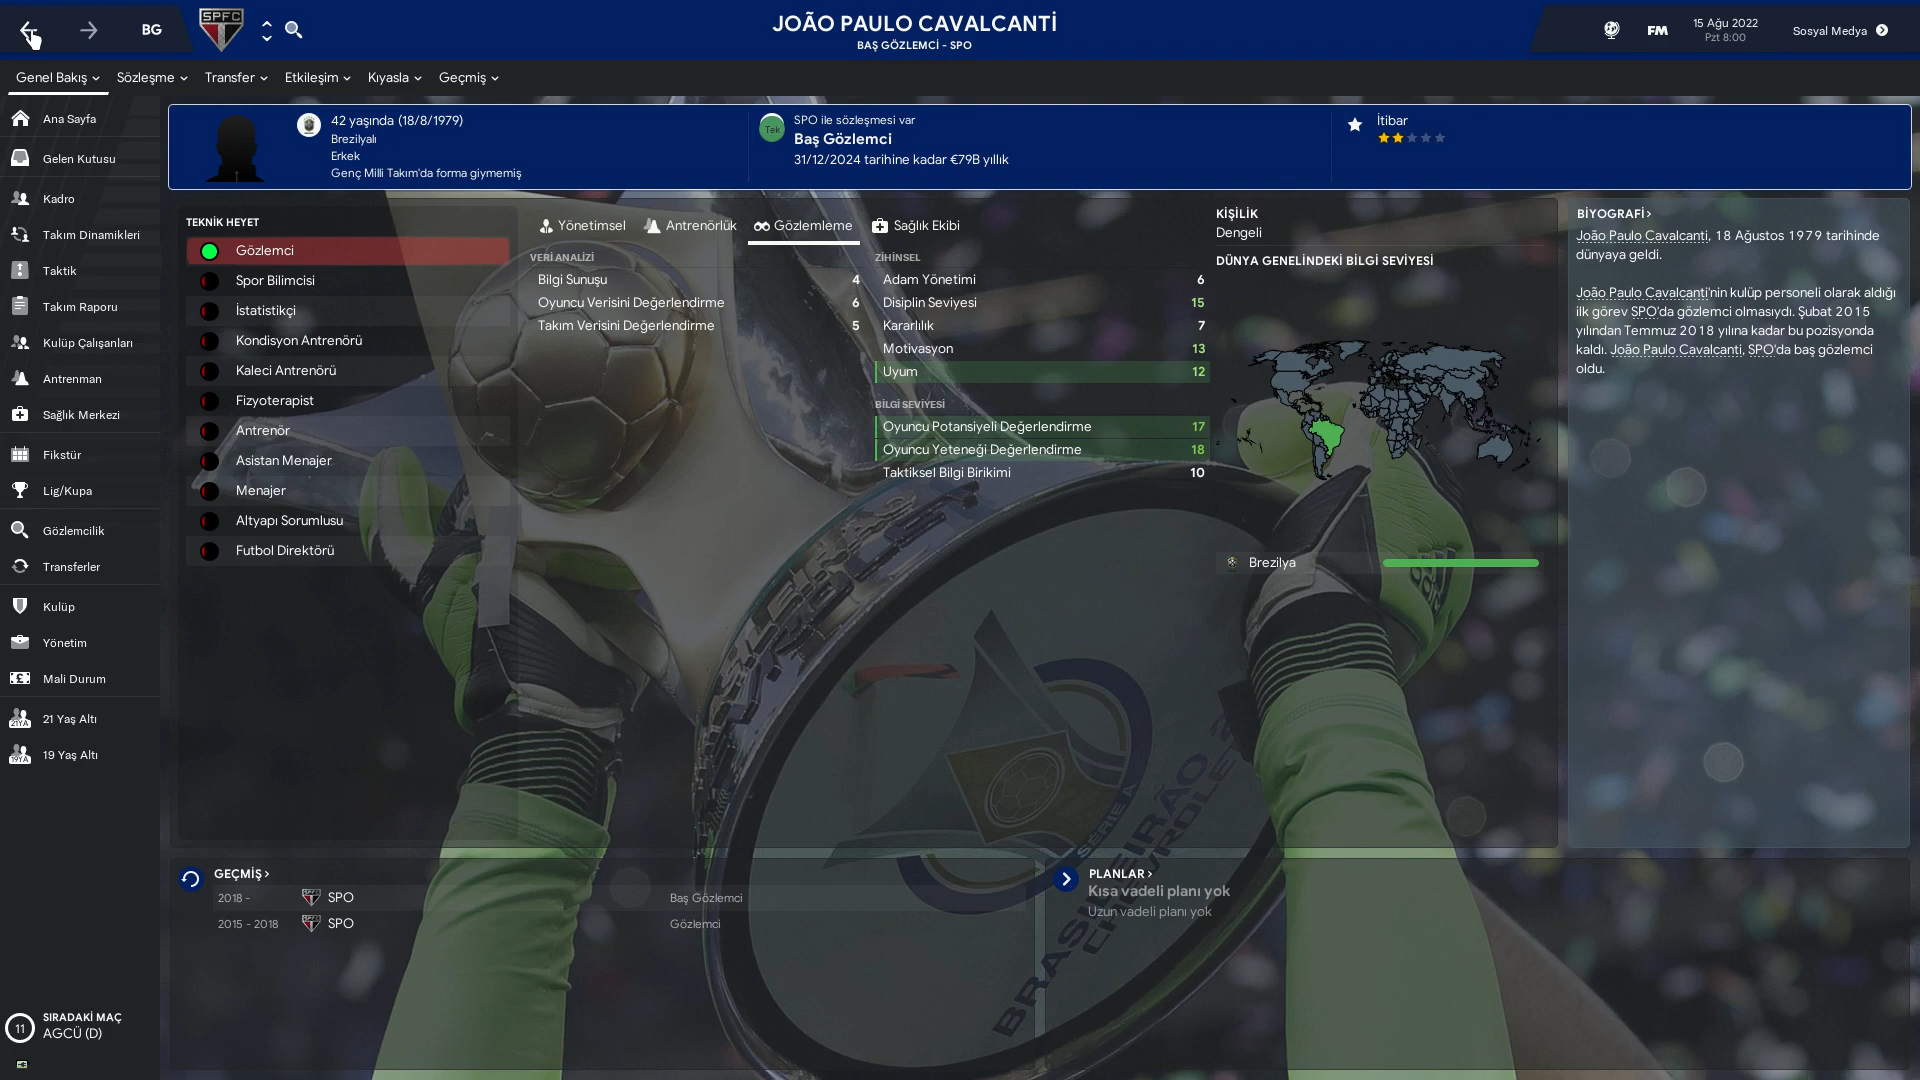 BG
SPFC
JOÃO PAULO CAVALCANTİ
BAŞ GÖZLEMCİ - SPO
FM
15 Ağu 2022
Pzt 8:00
Sosyal Medya
Genel Bakış
Sözleşme
Transfer
Etkileşim
Kıyasla
Geçmiş
Ana Sayfa
Gelen Kutusu
Kadro
Takım Dinamikleri
Taktik
Takım Raporu
Kulüp Çalışanları
Antrenman
Sağlık Merkezi
Fikstür
Lig/Kupa
Gözlemcilik
Transferler
Kulüp
Yönetim
Mali Durum
21YA
21 Yaş Altı
19YA
19 Yaş Altı
11
SIRADAKİ MAÇ
AGCÜ (D)
42 yaşında (18/8/1979)
Brezilyalı
Erkek
Genç Milli Takım'da forma giymemiş
Tek
SPO ile sözleşmesi var
Baş Gözlemci
31/12/2024 tarihine kadar €79B yıllık
İtibar
TEKNİK HEYET
Gözlemci
Spor Bilimcisi
İstatistikçi
Kondisyon Antrenörü
Kaleci Antrenörü
Fizyoterapist
Antrenör
Asistan Menajer
Menajer
Altyapı Sorumlusu
Futbol Direktörü
Yönetimsel
Antrenörlük
Gözlemleme
Sağlık Ekibi
VERİ ANALİZİ
Bilgi Sunuşu 4
Oyuncu Verisini Değerlendirme 6
Takım Verisini Değerlendirme 5
ZİHİNSEL
Adam Yönetimi 6
Disiplin Seviyesi 15
Kararlılık 7
Motivasyon 13
Uyum 12
BİLGİ SEVİYESİ
Oyuncu Potansiyeli Değerlendirme 17
Oyuncu Yeteneği Değerlendirme 18
Taktiksel Bilgi Birikimi 10
KİŞİLİK
Dengeli
DÜNYA GENELİNDEKİ BİLGİ SEVİYESİ
Brezilya
BİYOGRAFİ
João Paulo Cavalcanti, 18 Ağustos 1979 tarihinde
dünyaya geldi.
João Paulo Cavalcanti'nin kulüp personeli olarak aldığı
ilk görev SPO'da gözlemci olmasıydı. Şubat 2015
yılından Temmuz 2018 yılına kadar bu pozisyonda
kaldı. João Paulo Cavalcanti, SPO'da baş gözlemci
oldu.
GEÇMİŞ
2018 - SPO Baş Gözlemci
2015 - 2018 SPO Gözlemci
PLANLAR
Kısa vadeli planı yok
Uzun vadeli planı yok
SÉRIE A
BRASILEIRÃO
CHEVROLET